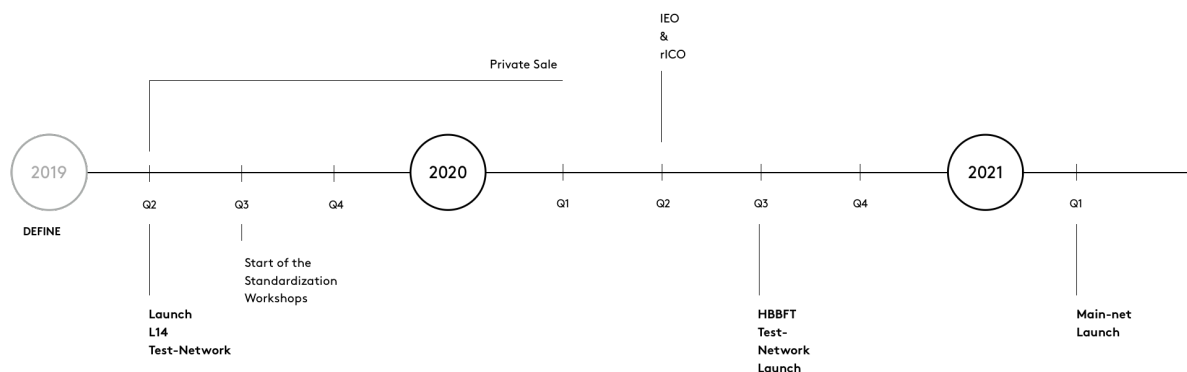 IEO
&
rICO
Private Sale
2019
2020
2021
Q2
Q3
Q4
Q1
Q2
Q3
Q4
Q1
DEFINE
Start of the
Standardization
Workshops
Launch
L14
Test-Network
HBBFT
Test-
Network
Launch
Main-net
Launch